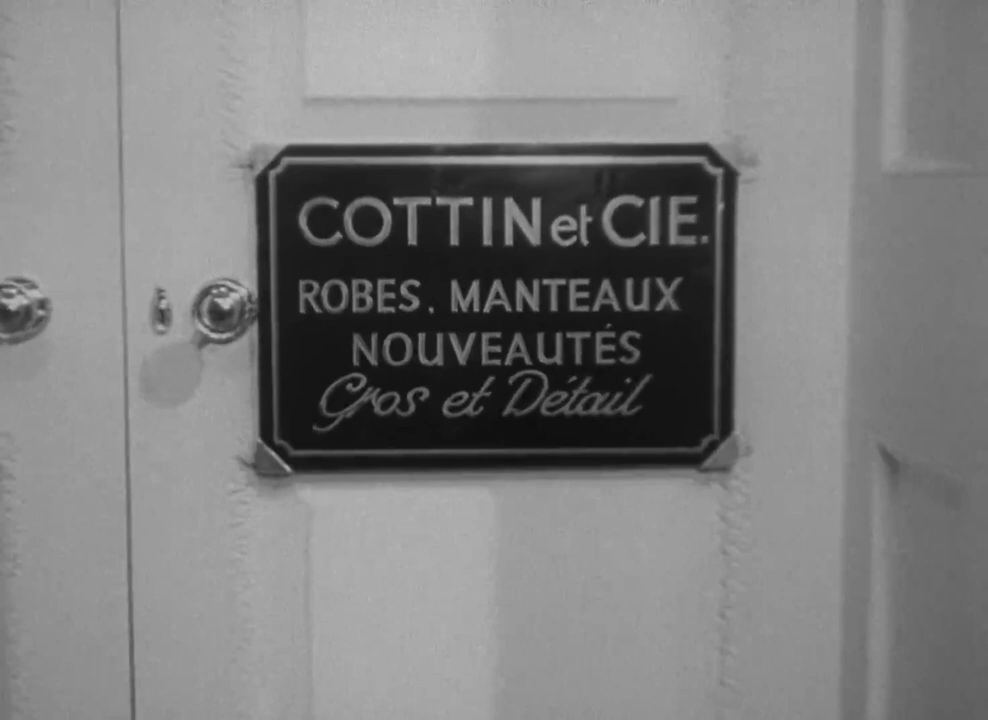 COTTIN et CIE.
ROBES. MANTEAUX
NOUVEAUTÉS
Gros et Détail